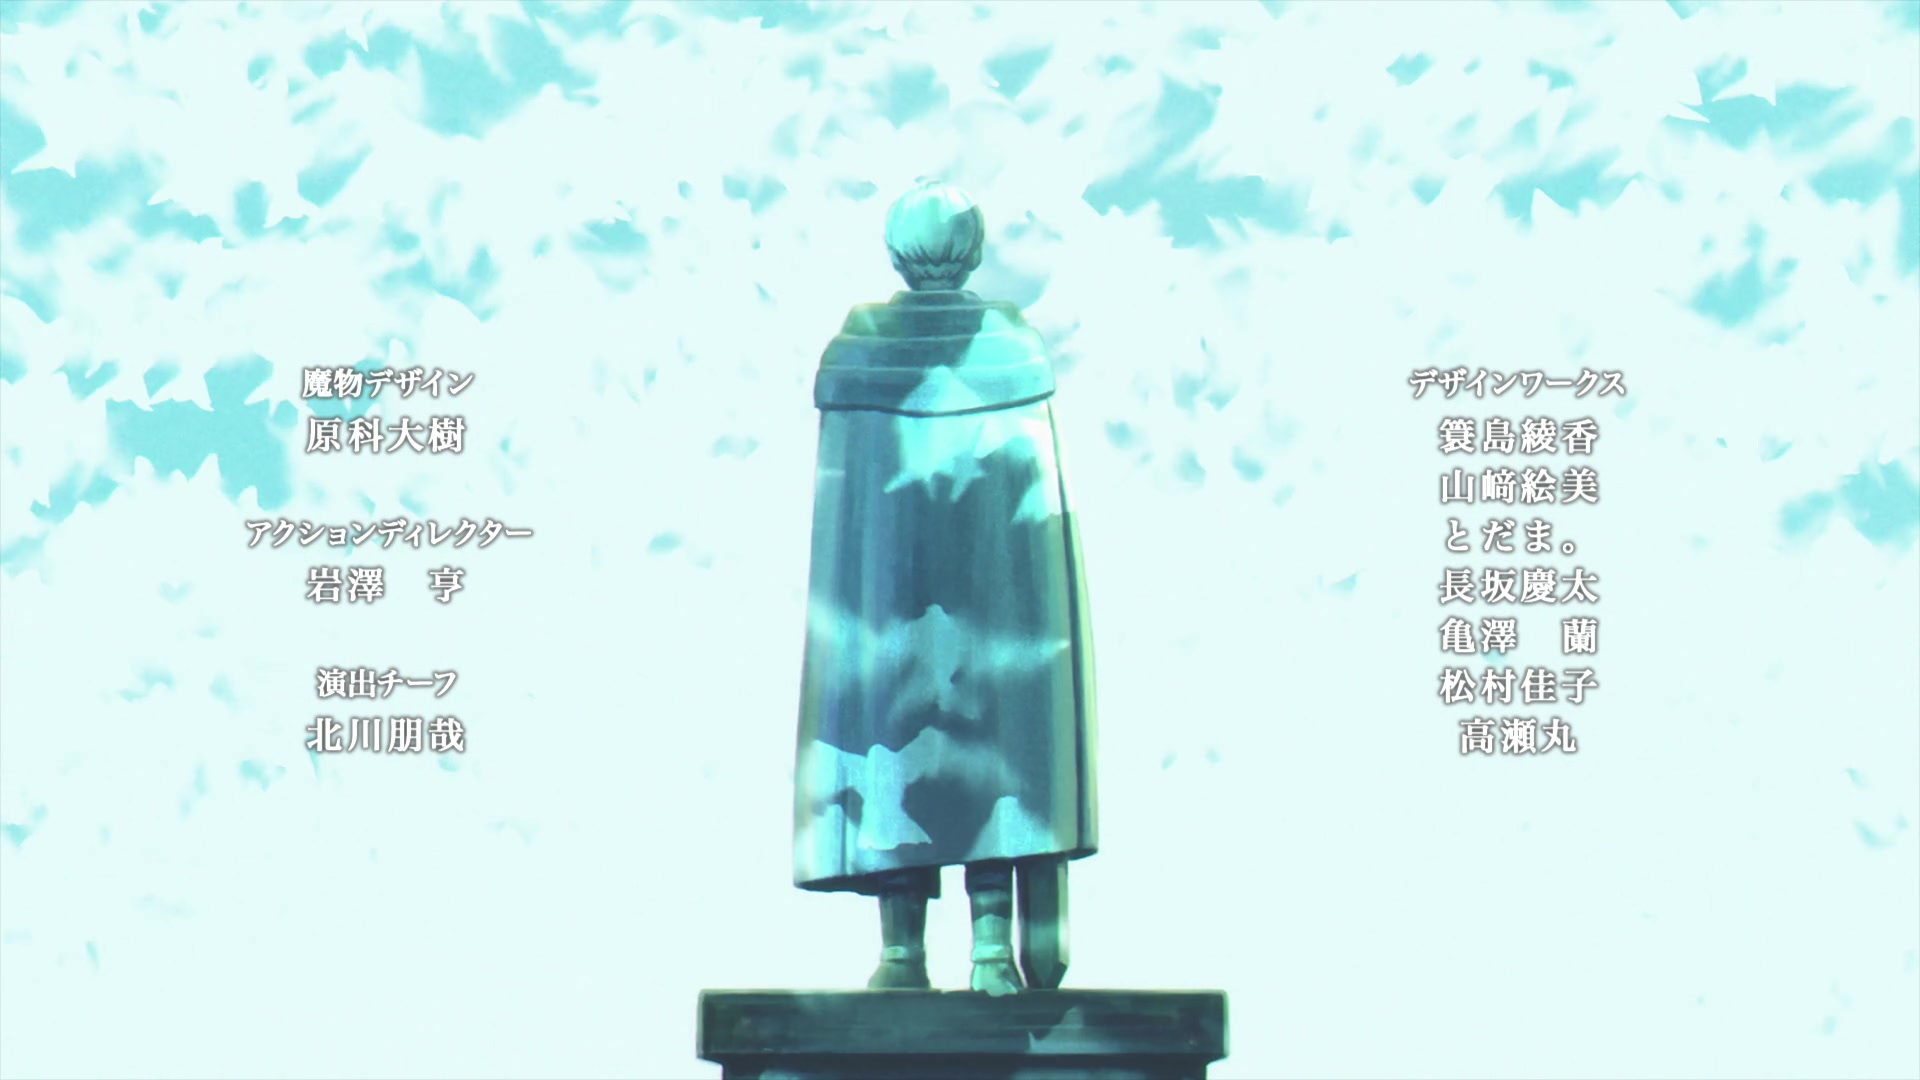 魔物デザイン
原科大樹
アクションディレクター
岩澤　亨
演出チーフ
北川朋哉
デザインワークス
簑島綾香
山﨑絵美
とだま。
長坂慶太
亀澤　蘭
松村佳子
高瀬丸